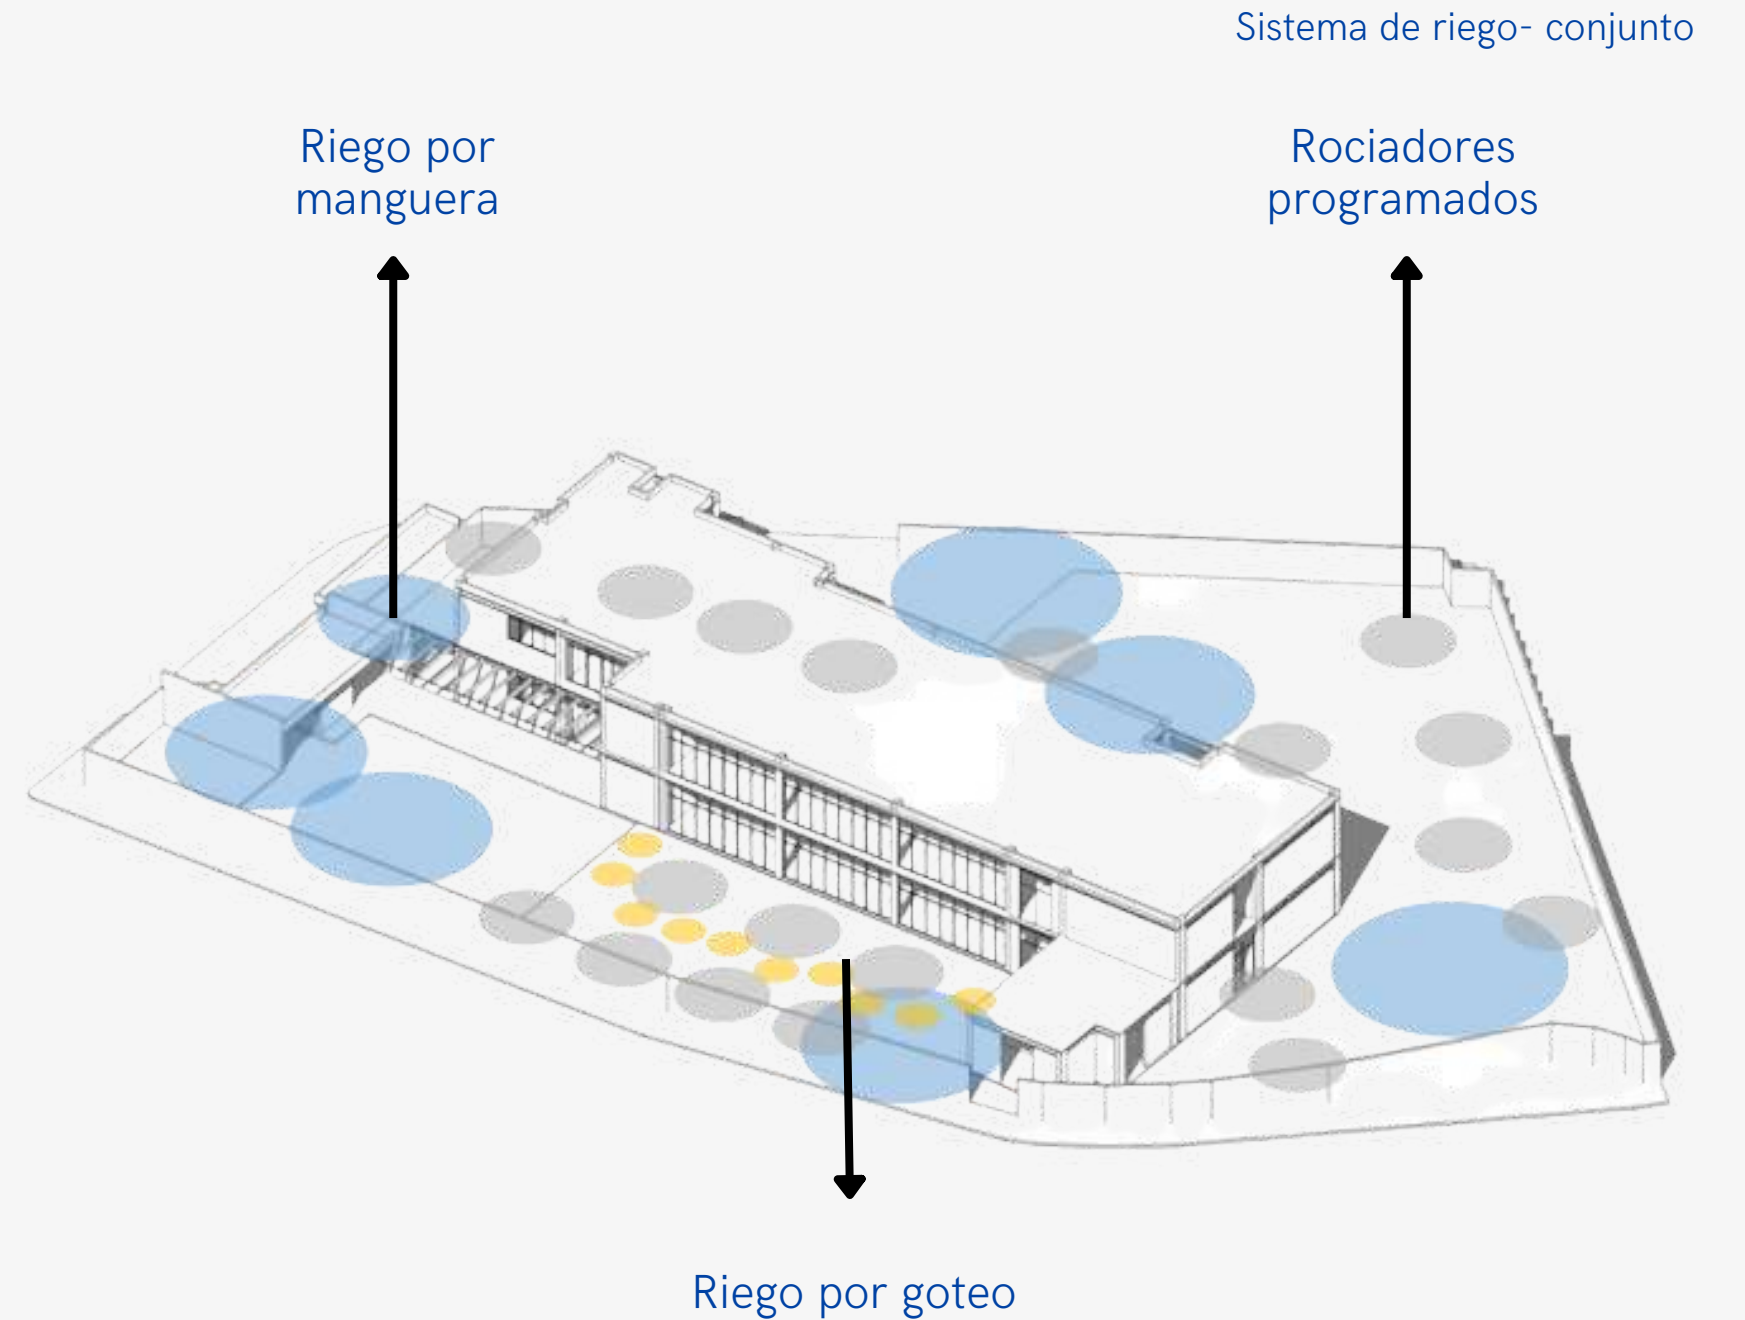 Sistema de riego- conjunto
Riego por
manguera
Rociadores
programados
Riego por goteo